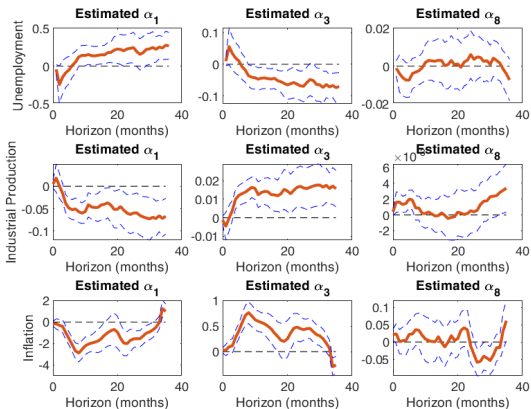 Estimated α1 Estimated α3 Estimated α8
Unemployment
0.5
0
-0.5
0 20 40
Horizon (months)
0.1
0
-0.1
0 20 40
Horizon (months)
0.02
0
-0.02
0 20 40
Horizon (months)
Estimated α1 Estimated α3 Estimated α8
Industrial Production
0
-0.05
-0.1
0 20 40
Horizon (months)
0.02
0.01
0
-0.01
0 20 40
Horizon (months)
6
4
2
0
-2
0 20 40
Horizon (months)
Estimated α1 Estimated α3 Estimated α8
Inflation
2
0
-2
-4
0 20 40
Horizon (months)
1
0.5
0
0 20 40
Horizon (months)
0.1
0.05
0
-0.05
0 20 40
Horizon (months)